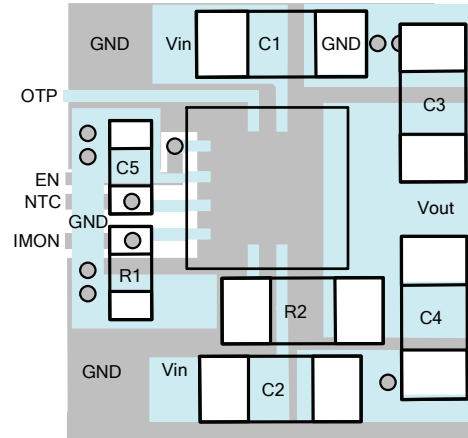 GND Vin C1 GND
OTP
C3
C5
EN
NTC
GND
Vout
IMON
R1
R2
C4
GND Vin
C2